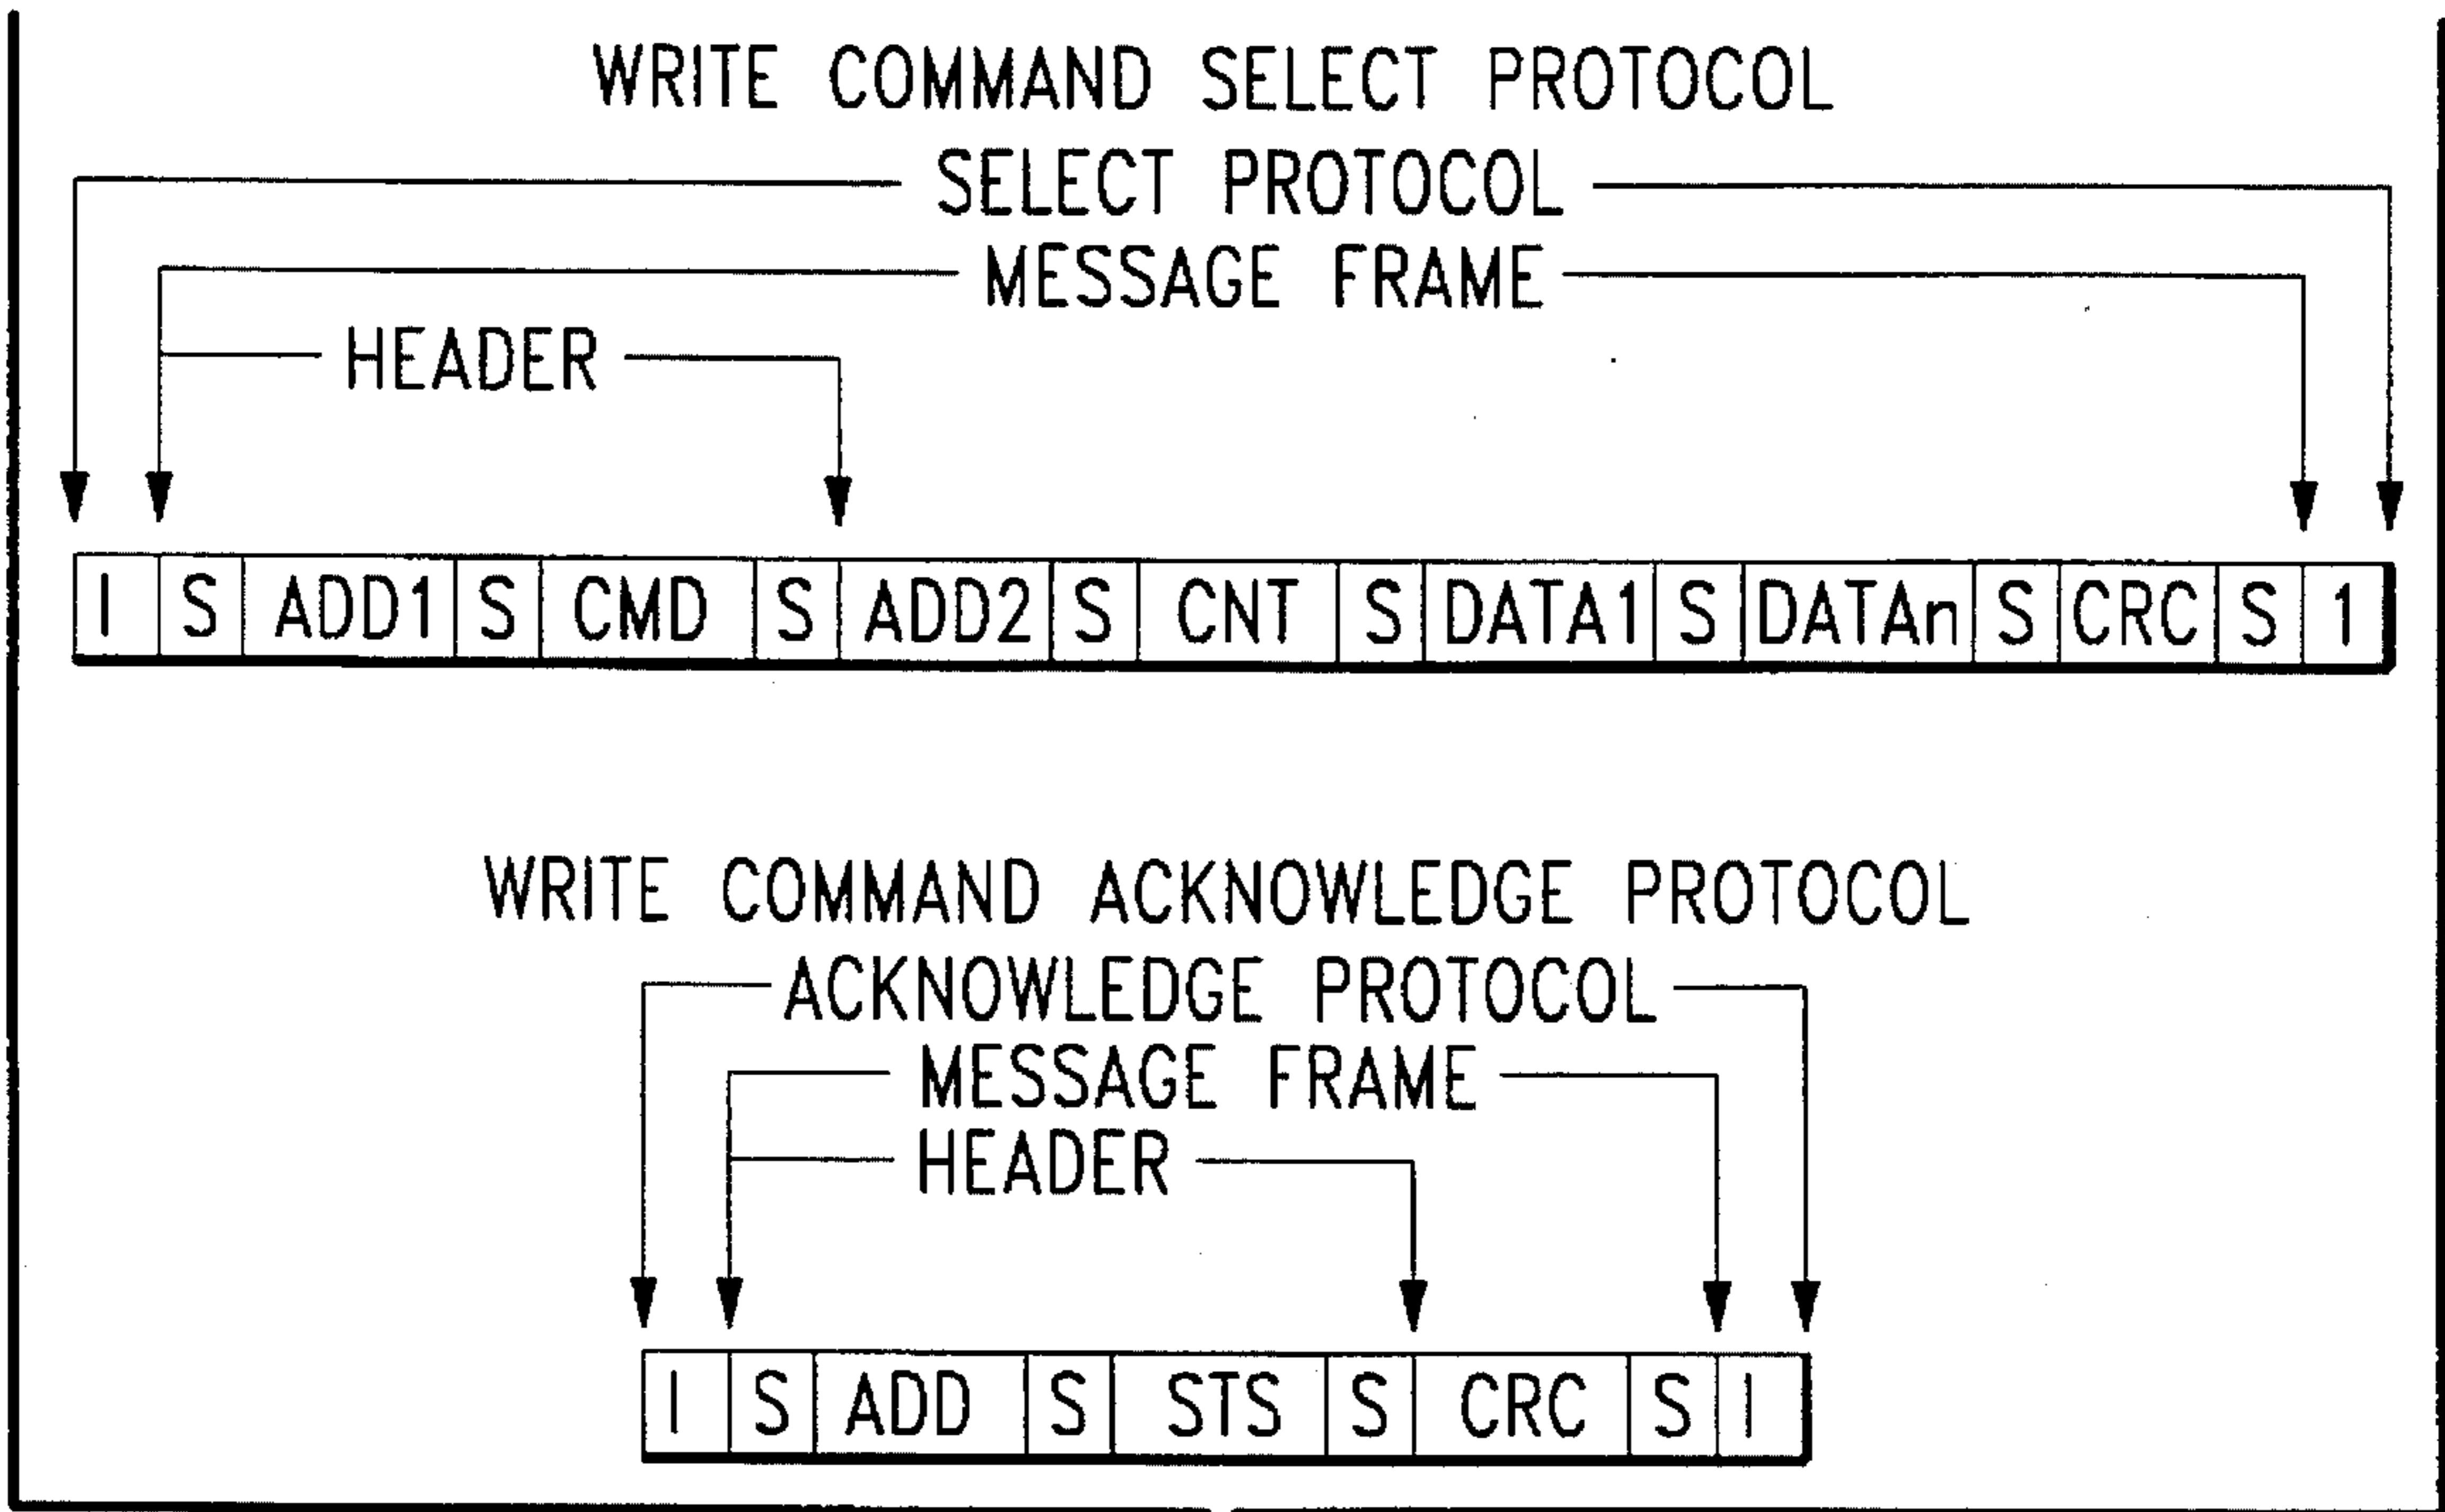 WRITE COMMAND SELECT PROTOCOL
SELECT PROTOCOL
MESSAGE FRAME
HEADER
I S ADD1 S CMD S ADD2 S CNT S DATA1 S DATAn S CRC S 1
WRITE COMMAND ACKNOWLEDGE PROTOCOL
ACKNOWLEDGE PROTOCOL
MESSAGE FRAME
HEADER
I S ADD S STS S CRC S I